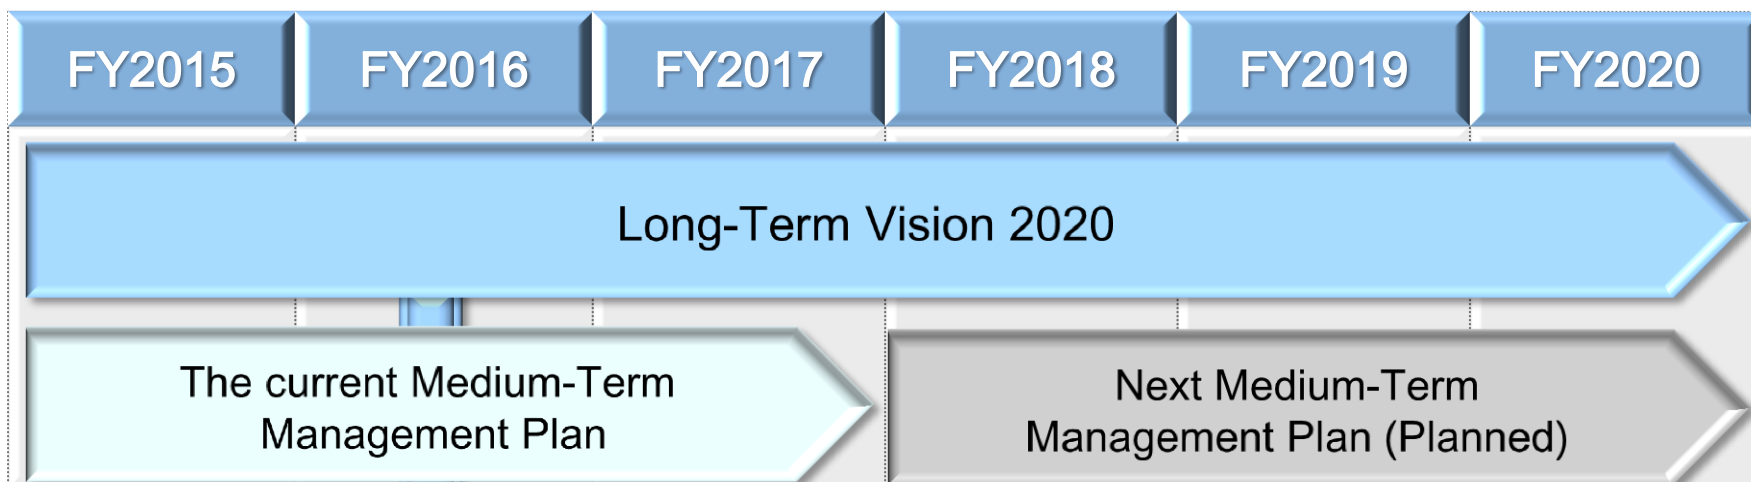 FY2015 FY2016 FY2017 FY2018 FY2019 FY2020
Long-Term Vision 2020
The current Medium-Term
Management Plan
Next Medium-Term
Management Plan (Planned)